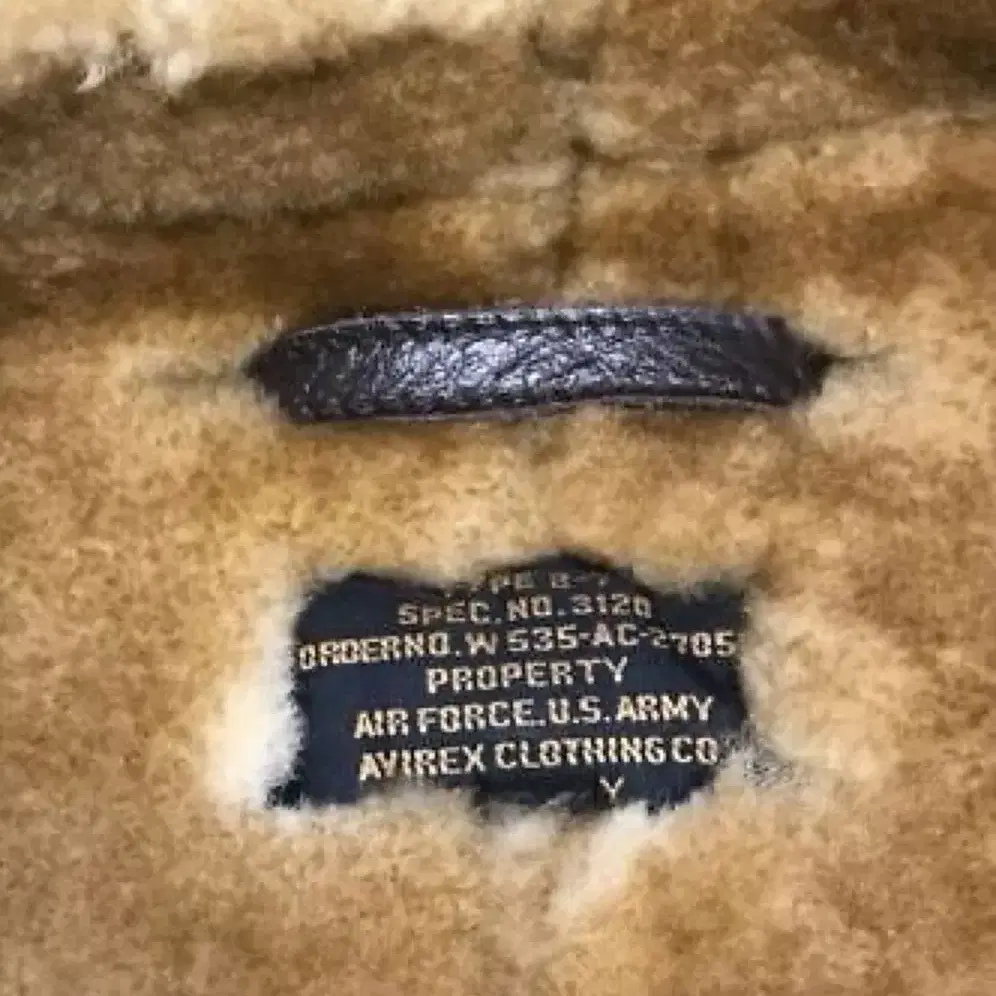 SPEC. NO. 3120
ORDER NO. W 535-AC-2705
PROPERTY
AIR FORCE. U.S. ARMY
AVIREX CLOTHING CO
Y